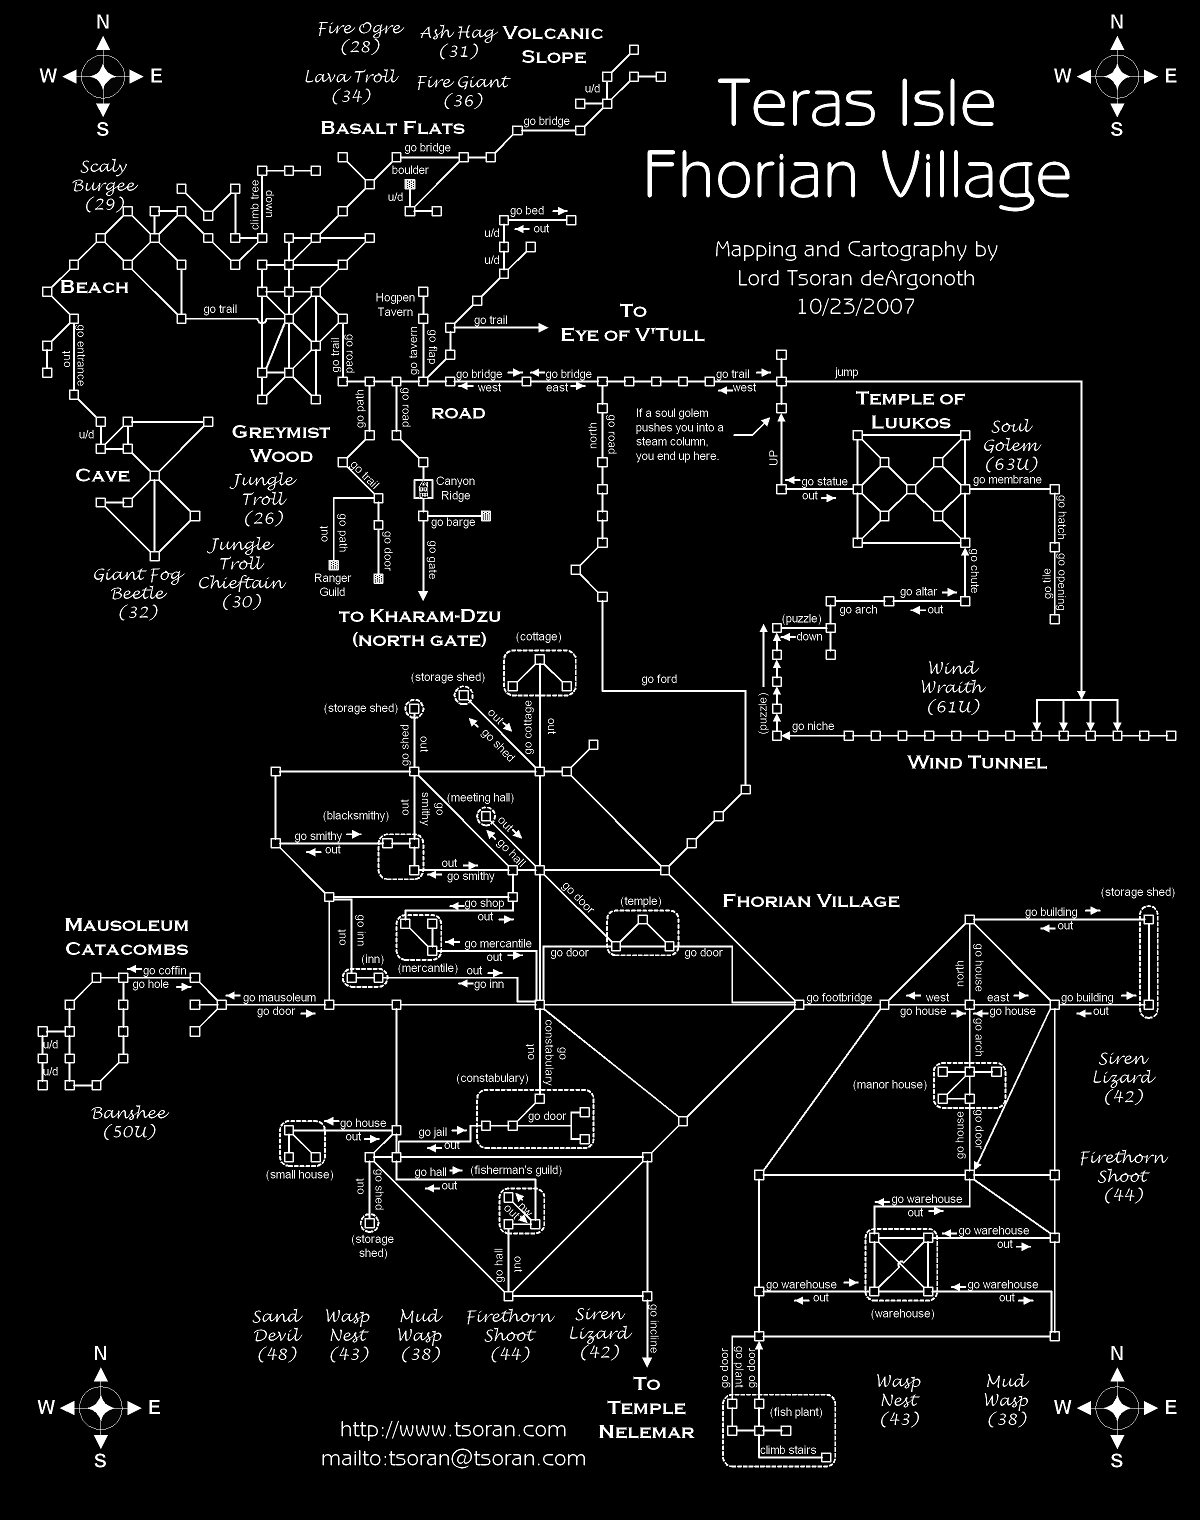 N
W
E
S
Fire Ogre
(28)
Ash Hag
(31)
Volcanic
Slope
Lava Troll
(34)
Fire Giant
(36)
u/d
N
W
E
S
Teras Isle
Fhorian Village
Mapping and Cartography by
Lord Tsoran deArgonoth
10/23/2007
Basalt Flats
go bridge
go bridge
boulder
u/d
Scaly
Burgee
(29)
climb tree
down
Beach
go trail
go entrance
out
u/d
Cave
go bed
out
u/d
u/d
Hogpen
Tavern
go tavern
go flap
go trail
To
Eye of V'Tull
go trail
go road
go bridge
west
go bridge
east
go trail
west
jump
Road
go path
go road
north
go road
If a soul golem
pushes you into a
steam column,
you end up here.
UP
Temple of
Luukos
Soul
Golem
(63U)
go statue
out
go membrane
go hatch
go opening
go tile
go chute
go altar
out
go arch
(puzzle)
down
(puzzle)
go niche
Wind
Wraith
(61U)
Wind Tunnel
Greymist
Wood
Jungle
Troll
(26)
Jungle
Troll
Chieftain
(30)
Giant Fog
Beetle
(32)
go trail
Canyon
Ridge
go barge
go gate
out
go path
go door
Ranger
Guild
to Kharam-Dzu
(north gate)
go ford
(cottage)
(storage shed)
(storage shed)
go shed
out
out
go shed
go cottage
out
(meeting hall)
out
go hall
(blacksmithy)
out
go
smithy
go smithy
out
out
go smithy
go door
(temple)
go door
go door
go shop
out
go mercantile
out
(mercantile)
out
go inn
(inn)
out
go inn
Fhorian Village
Mausoleum
Catacombs
go coffin
go hole
go mausoleum
go door
u/d
u/d
Banshee
(50U)
go footbridge
(storage shed)
go building
out
north
go house
west
go house
east
go house
go building
out
go arch
(manor house)
go house
go door
Siren
Lizard
(42)
Firethorn
Shoot
(44)
out
go
constabulary
(constabulary)
go door
go house
out
go jail
out
(small house)
go hall
out
(fisherman's guild)
nw
out
out
go shed
(storage
shed)
go hall
out
go warehouse
out
go warehouse
out
go warehouse
out
go warehouse
out
(warehouse)
Sand
Devil
(48)
Wasp
Nest
(43)
Mud
Wasp
(38)
Firethorn
Shoot
(44)
Siren
Lizard
(42)
go incline
To
Temple
Nelemar
go door
go plant
go door
(fish plant)
climb stairs
Wasp
Nest
(43)
Mud
Wasp
(38)
N
W
E
S
http://www.tsoran.com
mailto:tsoran@tsoran.com
N
W
E
S